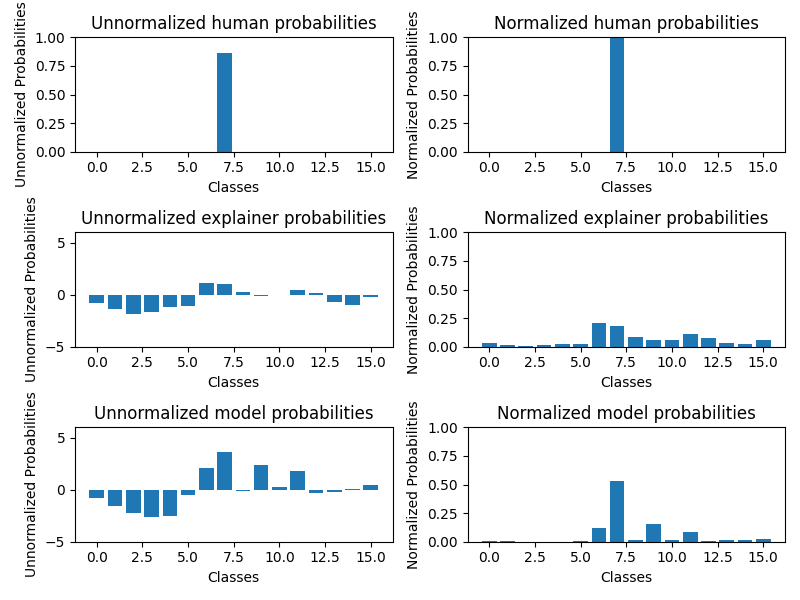 Unnormalized human probabilities
Normalized human probabilities
Unnormalized Probabilities
1.00
0.75
0.50
0.25
0.00
0.0 2.5 5.0 7.5 10.0 12.5 15.0
Classes
Normalized Probabilities
1.00
0.75
0.50
0.25
0.00
0.0 2.5 5.0 7.5 10.0 12.5 15.0
Classes
Unnormalized explainer probabilities
Normalized explainer probabilities
Unnormalized Probabilities
5
0
−5
0.0 2.5 5.0 7.5 10.0 12.5 15.0
Classes
Normalized Probabilities
1.00
0.75
0.50
0.25
0.00
0.0 2.5 5.0 7.5 10.0 12.5 15.0
Classes
Unnormalized model probabilities
Normalized model probabilities
Unnormalized Probabilities
5
0
−5
0.0 2.5 5.0 7.5 10.0 12.5 15.0
Classes
Normalized Probabilities
1.00
0.75
0.50
0.25
0.00
0.0 2.5 5.0 7.5 10.0 12.5 15.0
Classes